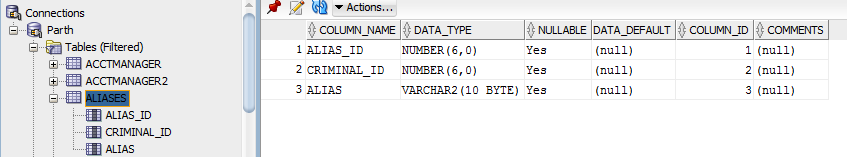 Connections
Parth
Tables (Filtered)
ACCTMANAGER
ACCTMANAGER2
ALIASES
ALIAS_ID
CRIMINAL_ID
ALIAS
Actions...
COLUMN_NAME DATA_TYPE NULLABLE DATA_DEFAULT COLUMN_ID COMMENTS
1 ALIAS_ID NUMBER(6,0) Yes (null) 1 (null)
2 CRIMINAL_ID NUMBER(6,0) Yes (null) 2 (null)
3 ALIAS VARCHAR2(10 BYTE) Yes (null) 3 (null)